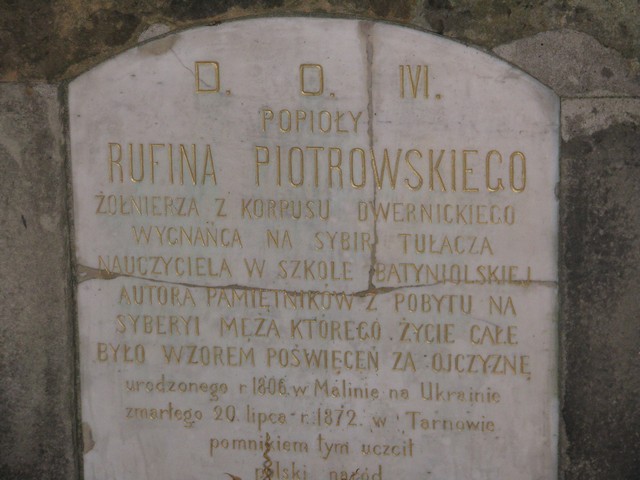 D. O. M.
POPIOŁY
RUFINA PIOTROWSKIEGO
ŻOŁNIERZA Z KORPUSU DWERNICKIEGO
WYGNAŃCA NA SYBIR TUŁACZA
NAUCZYCIELA W SZKOLE BATYNIOLSKIEJ
AUTORA PAMIĘTNIKÓW Z POBYTU NA
SYBERYI MĘŻA KTÓREGO ŻYCIE CAŁE
BYŁO WZOREM POŚWIĘCEŃ ZA OJCZYZNĘ
urodzonego r 1806. w Malinie na Ukrainie
zmarłego 20. lipca r. 1872. w Tarnowie
pomnikiem tym uczcił
polski naród